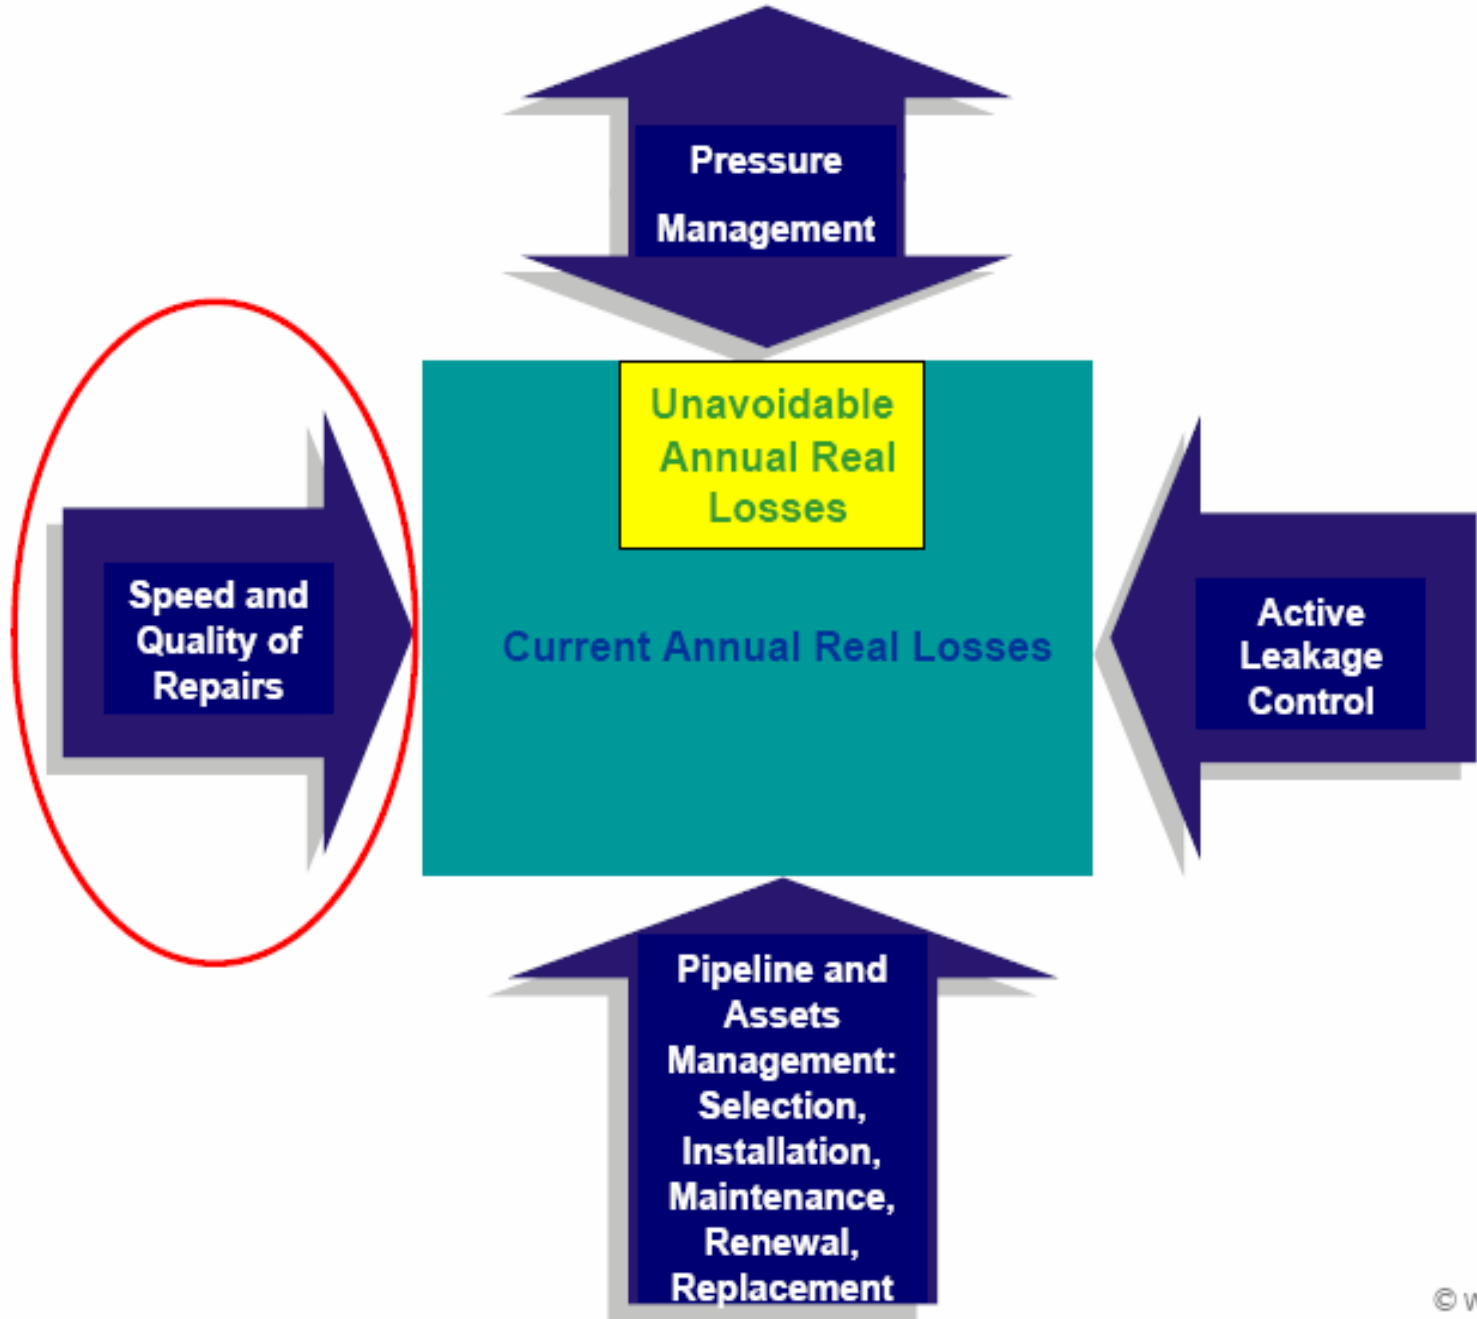 Pressure
Management
Unavoidable
Annual Real
Losses
Speed and
Quality of
Repairs
Current Annual Real Losses
Active
Leakage
Control
Pipeline and
Assets
Management:
Selection,
Installation,
Maintenance,
Renewal,
Replacement
©